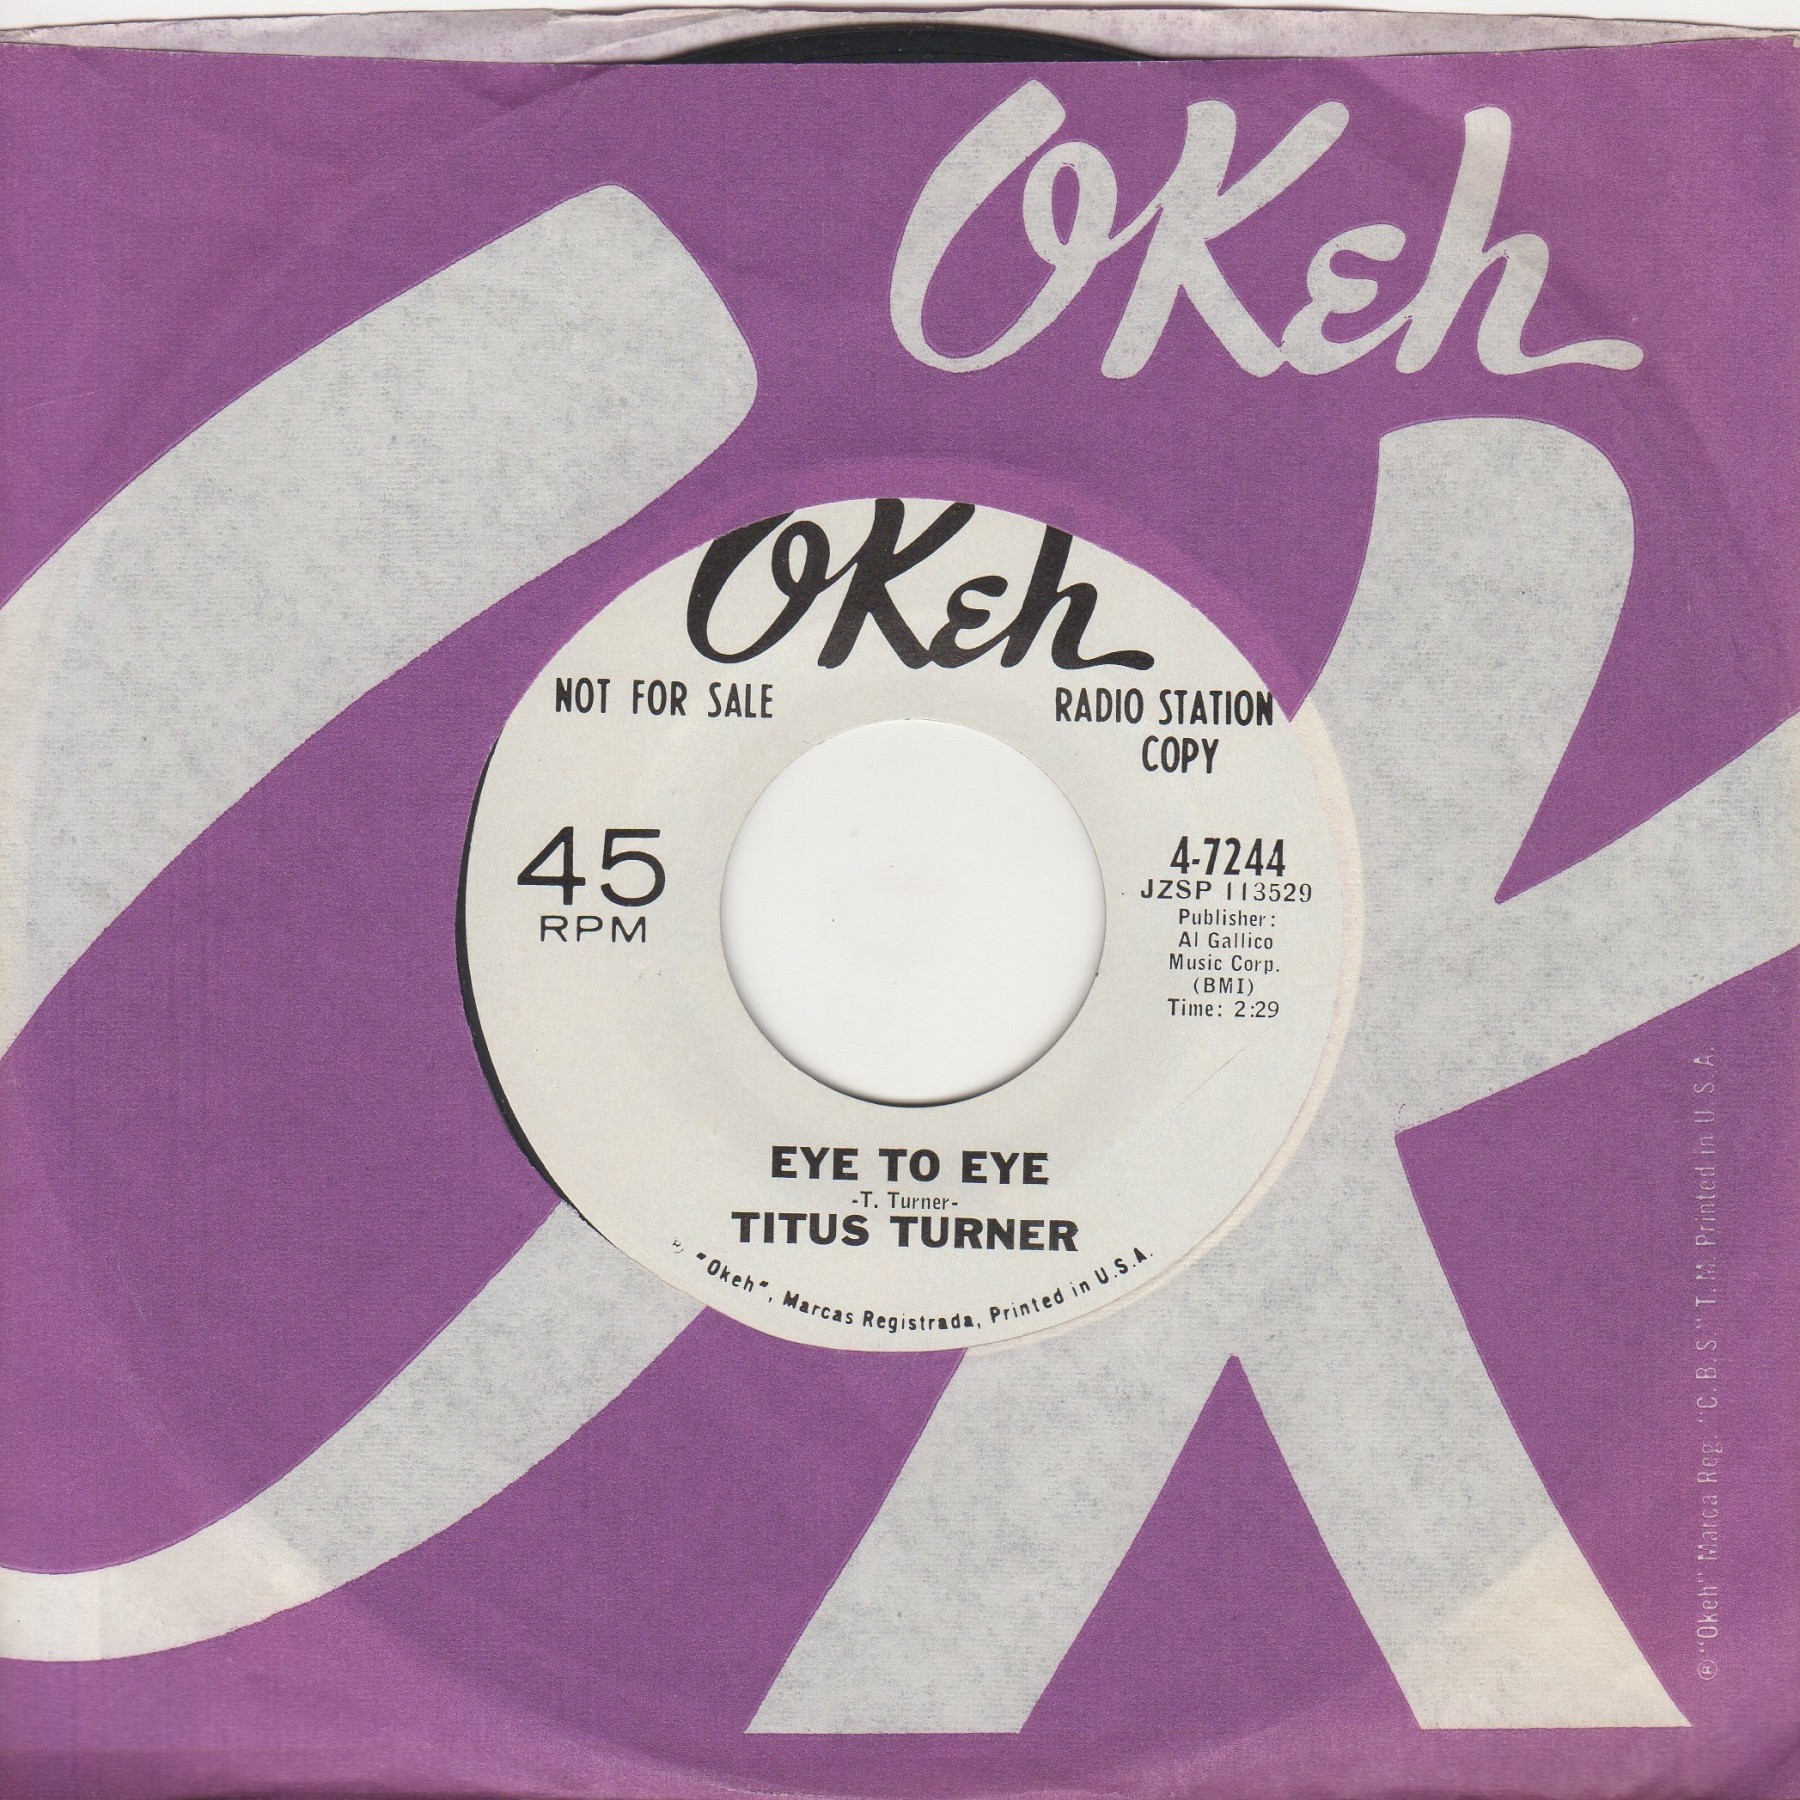 OKeh
OKeh
NOT FOR SALE
RADIO STATION
COPY
45
RPM
4-7244
JZSP 113529
Publisher:
Al Gallico
Music Corp.
(BMI)
Time: 2:29
EYE TO EYE
-T. Turner-
TITUS TURNER
® "Okeh", Marcas Registrada, Printed in U.S.A.
® "Okeh" Marca Reg. "C.B.S." T.M. Printed in U.S.A.